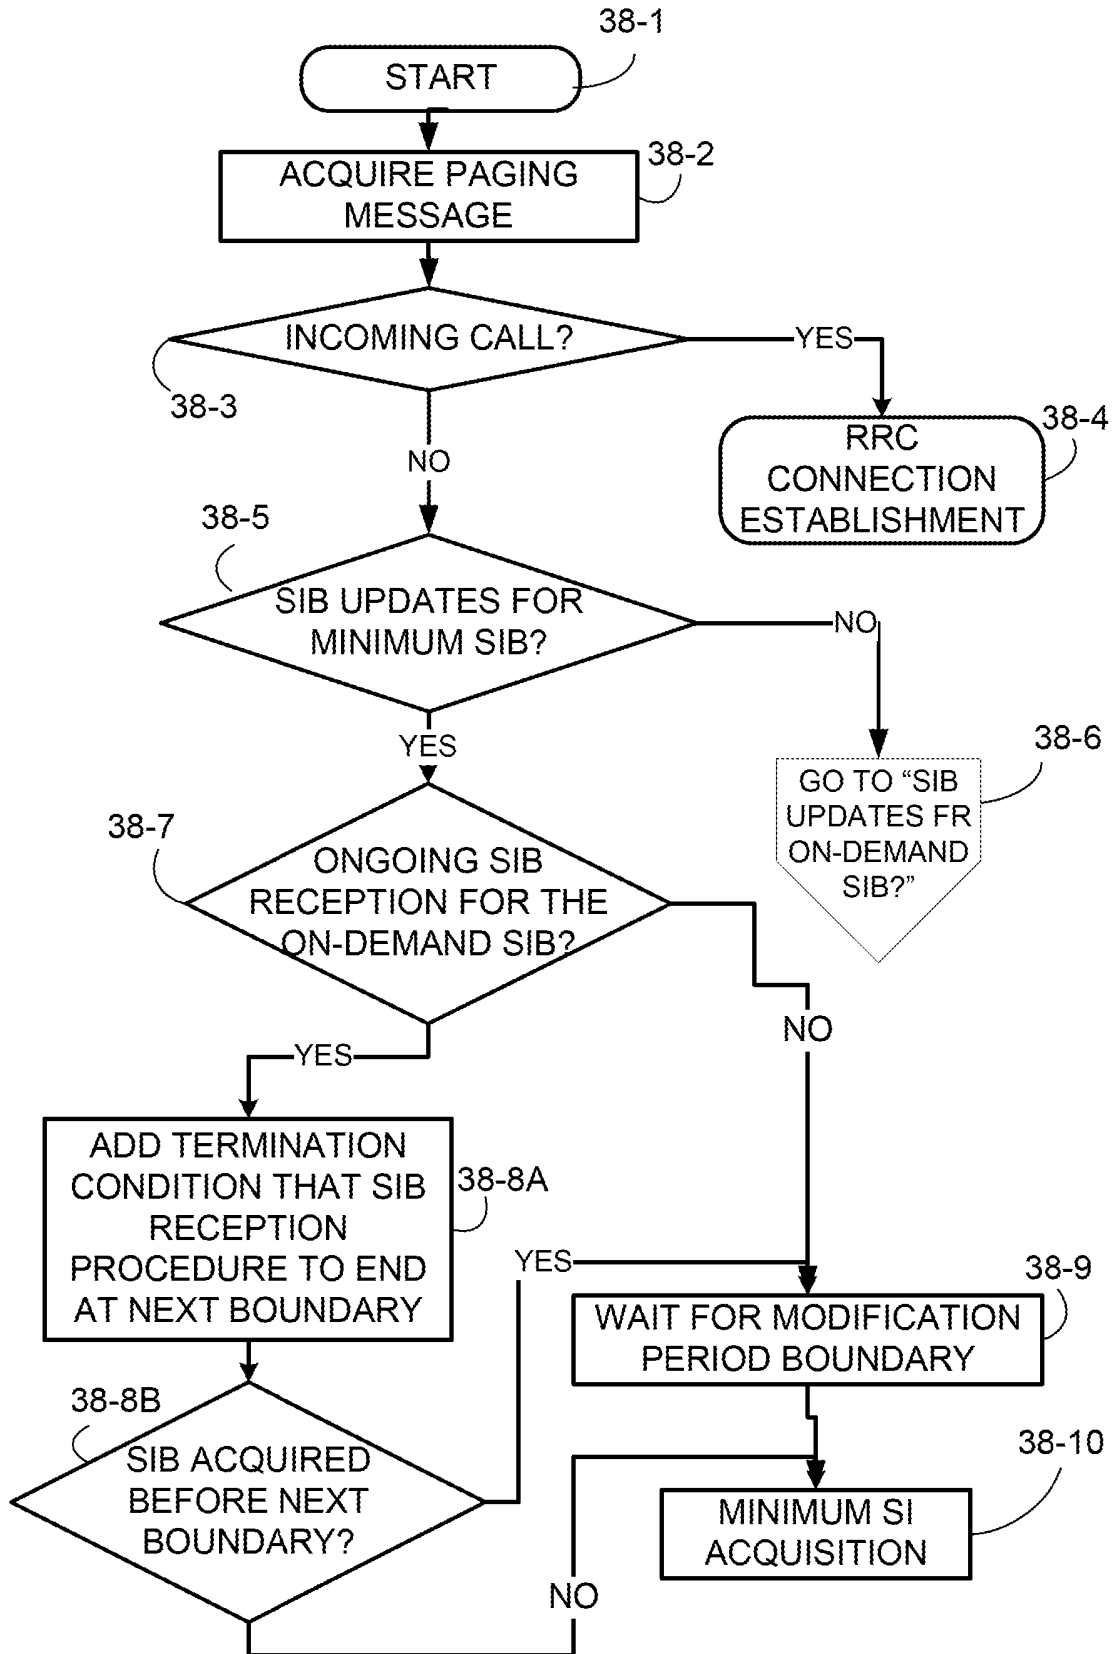 38-1
START
38-2
ACQUIRE PAGING
MESSAGE
INCOMING CALL?
YES
38-3
38-4
RRC
CONNECTION
ESTABLISHMENT
NO
38-5
SIB UPDATES FOR
MINIMUM SIB?
NO
YES
38-6
GO TO “SIB
UPDATES FR
ON-DEMAND
SIB?”
38-7
ONGOING SIB
RECEPTION FOR THE
ON-DEMAND SIB?
NO
YES
ADD TERMINATION
CONDITION THAT SIB
RECEPTION
PROCEDURE TO END
AT NEXT BOUNDARY
38-8A
YES
38-9
WAIT FOR MODIFICATION
PERIOD BOUNDARY
38-8B
SIB ACQUIRED
BEFORE NEXT
BOUNDARY?
38-10
MINIMUM SI
ACQUISITION
NO